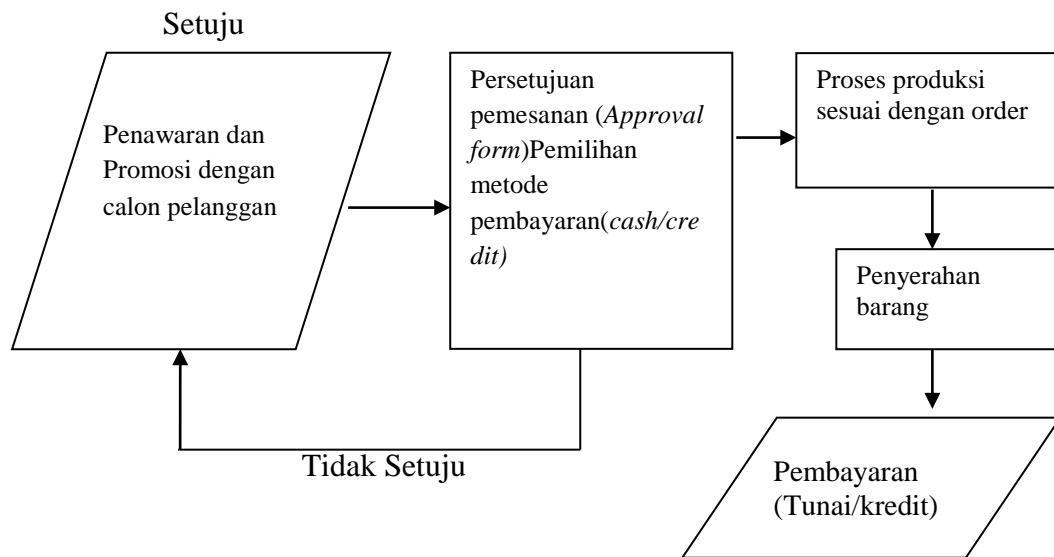 Setuju
Penawaran dan
Promosi dengan
calon pelanggan
Persetujuan
pemesanan (Approval
form)Pemilihan
metode
pembayaran(cash/cre
dit)
Proses produksi
sesuai dengan order
Penyerahan
barang
Tidak Setuju
Pembayaran
(Tunai/kredit)